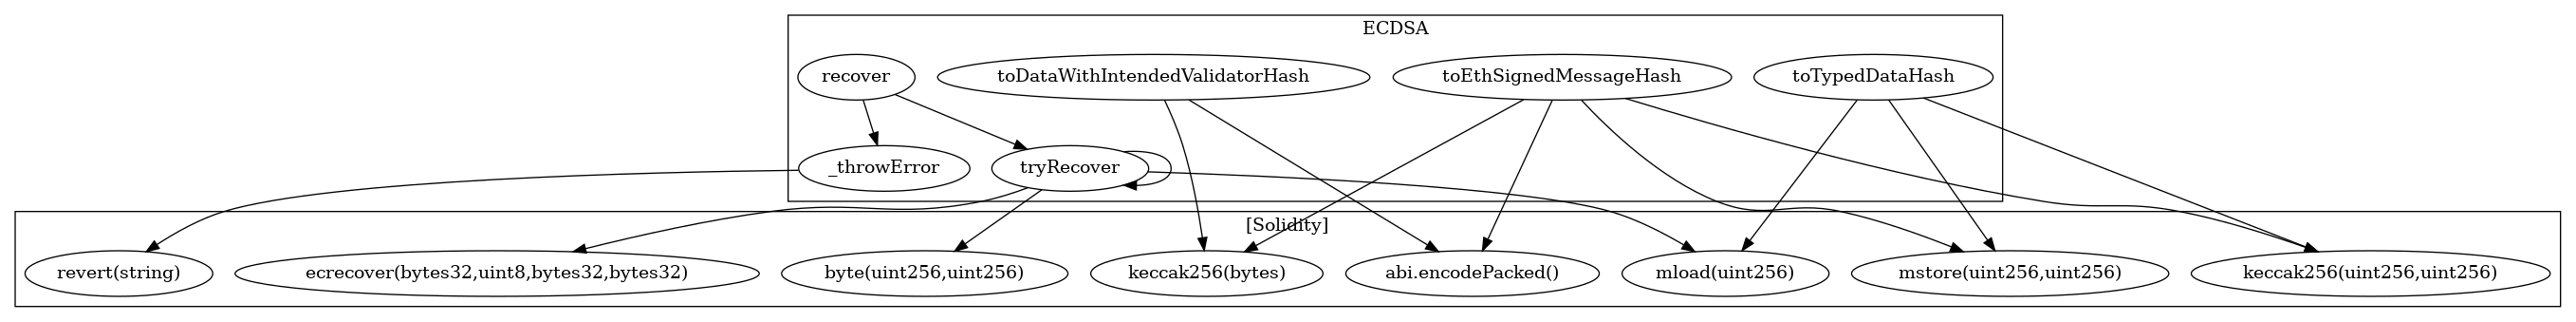 ECDSA
recover
toDataWithIntendedValidatorHash
toEthSignedMessageHash
toTypedDataHash
_throwError
tryRecover
[Solidity]
revert(string)
ecrecover(bytes32,uint8,bytes32,bytes32)
byte(uint256,uint256)
keccak256(bytes)
abi.encodePacked()
mload(uint256)
mstore(uint256,uint256)
keccak256(uint256,uint256)